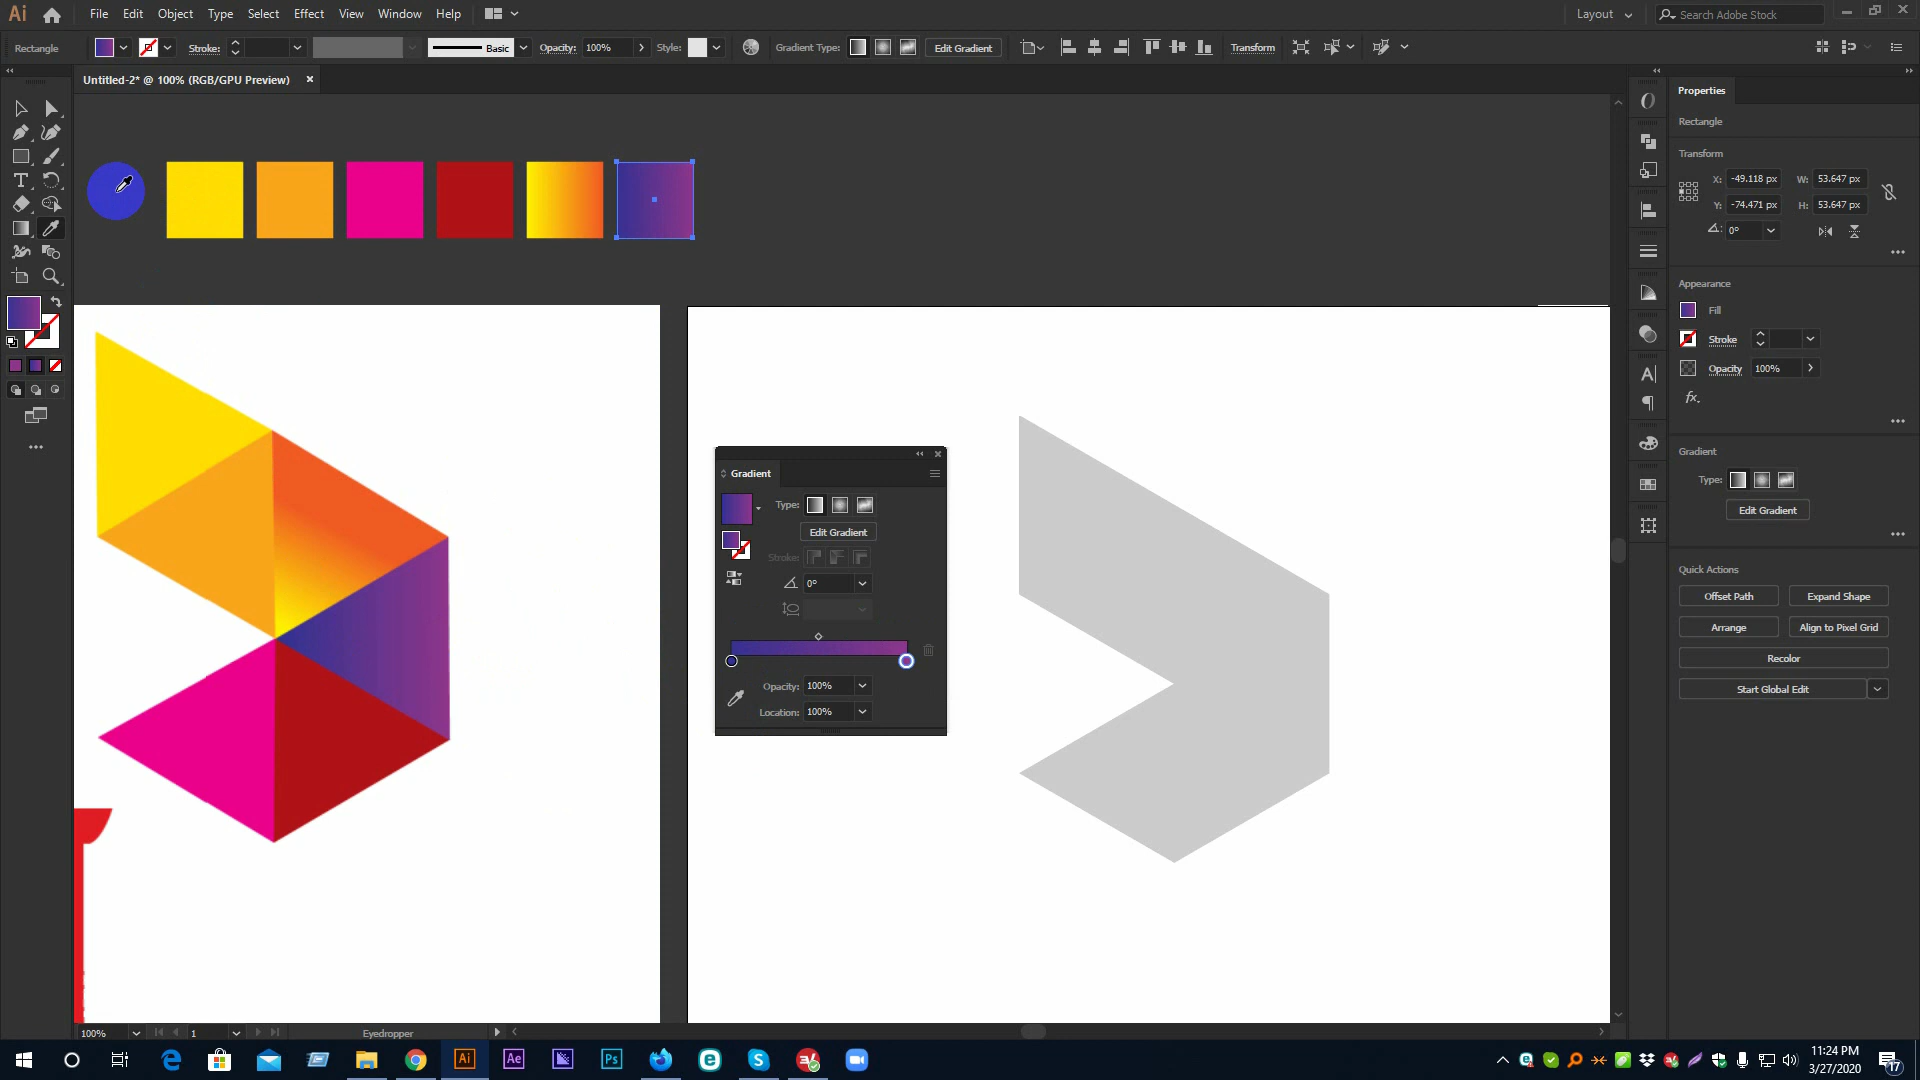 Ai File Edit Object Type Select Effect View Window Help Layout Search Adobe Stock
Rectangle Stroke: Basic Opacity: 100% Style: Gradient Type: Edit Gradient Transform
Untitled-2* @ 100% (RGB/GPU Preview)
Properties
Rectangle
Transform
X: -49.118 px W: 53.647 px
Y: -74.471 px H: 53.647 px
0°
Appearance
Fill
Stroke
Opacity 100%
fx.
Gradient
Type:
Edit Gradient
Quick Actions
Offset Path Expand Shape
Arrange Align to Pixel Grid
Recolor
Start Global Edit
Gradient
Type:
Edit Gradient
Stroke:
0°
Opacity: 100%
Location: 100%
100% 1 Eyedropper
Ai Ae Ps
11:24 PM
3/27/2020
17